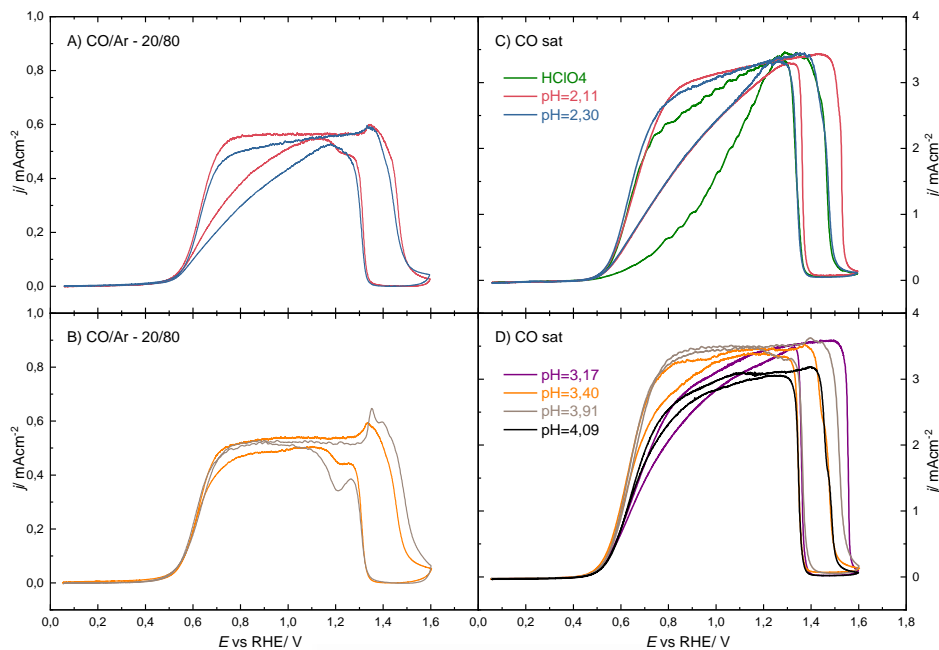 A) CO/Ar - 20/80
1,0
0,8
0,6
0,4
0,2
0,0
j/ mAcm-2
C) CO sat
HClO4
pH=2,11
pH=2,30
4
3
2
1
0
j/ mAcm-2
B) CO/Ar - 20/80
1,0
0,8
0,6
0,4
0,2
0,0
j/ mAcm-2
0,0 0,2 0,4 0,6 0,8 1,0 1,2 1,4 1,6
E vs RHE/ V
D) CO sat
pH=3,17
pH=3,40
pH=3,91
pH=4,09
4
3
2
1
0
j/ mAcm-2
0,0 0,2 0,4 0,6 0,8 1,0 1,2 1,4 1,6 1,8
E vs RHE/ V